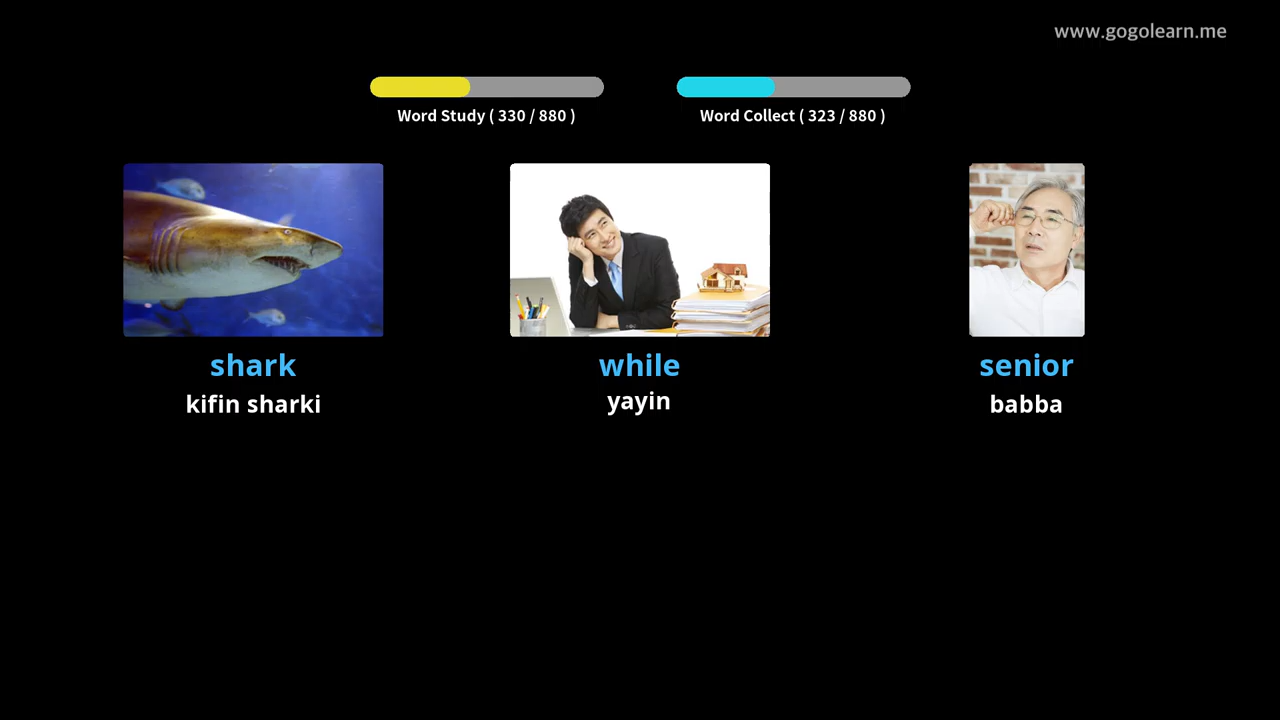 www.gogolearn.me
Word Study ( 330 / 880 )
Word Collect ( 323 / 880 )
shark
while
senior
kifin sharki
yayin
babba